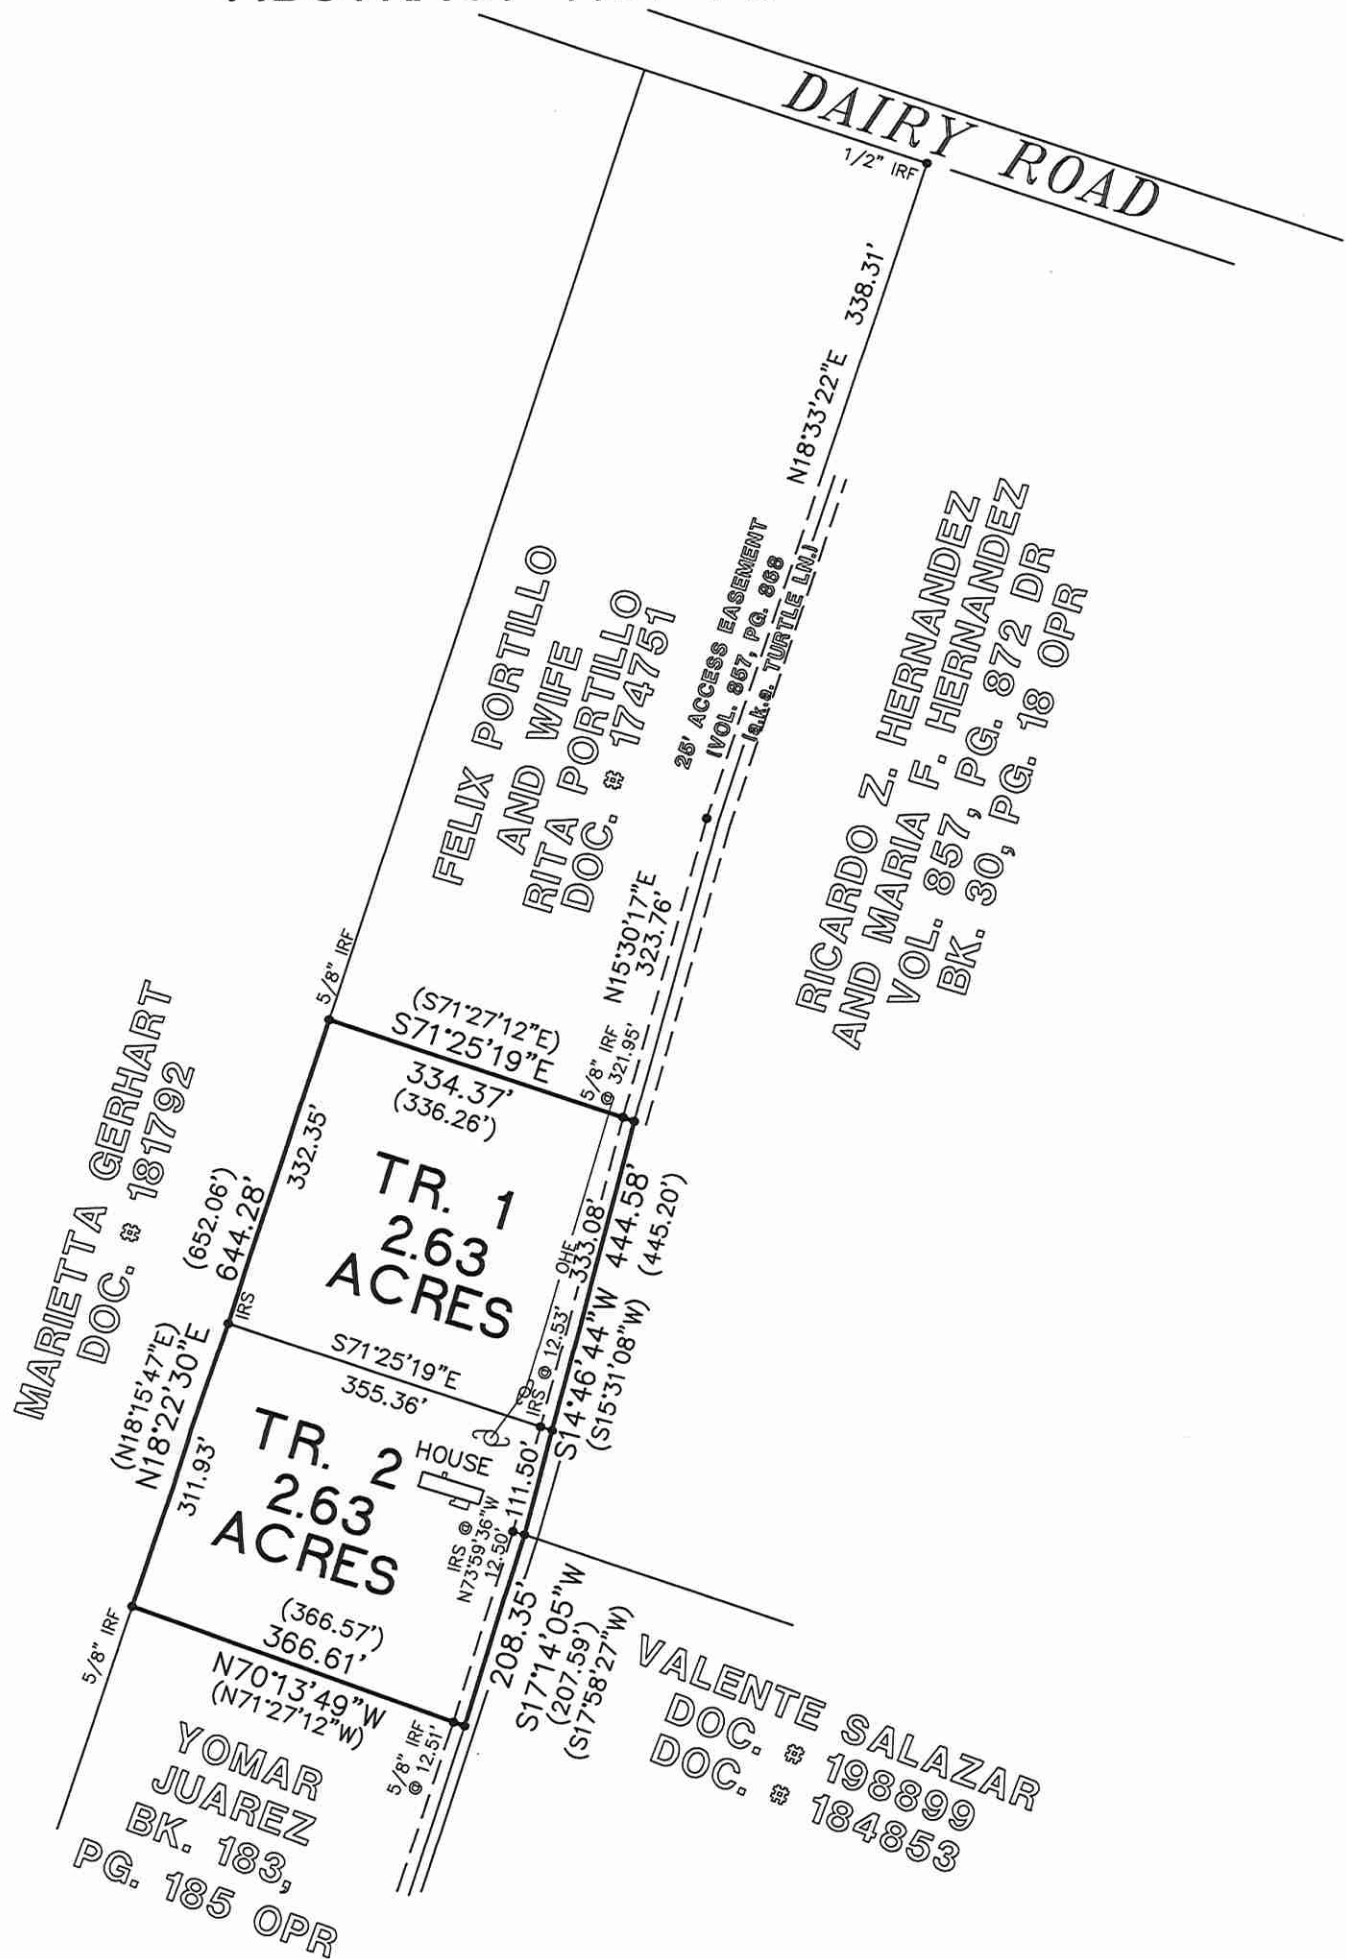 DAIRY ROAD
1/2" IRF
N18°33'22"E 338.31'
25' ACCESS EASEMENT
(VOL. 857, PG. 868
(a.k.a. TURTLE LN.)
FELIX PORTILLO
AND WIFE
RITA PORTILLO
DOC. # 174751
RICARDO Z. HERNANDEZ
AND MARIA F. HERNANDEZ
VOL. 857, PG. 872 DR
BK. 30, PG. 18 OPR
N15°30'17"E
323.76'
5/8" IRF
(S71°27'12"E)
S71°25'19"E
334.37'
(336.26')
5/8" IRF
@ 321.95'
MARIETTA GERHART
DOC. # 181792
332.35'
(652.06')
644.28'
TR. 1
2.63
ACRES
OHE
333.08'
444.58'
(445.20')
IRS
(N18°15'47"E)
N18°22'30"E
S71°25'19"E
355.36'
IRS @ 12.53'
S14°46'44"W
(S15°31'08"W)
311.93'
TR. 2
2.63
ACRES
HOUSE
111.50'
IRS @
N73°59'36"W
12.50'
5/8" IRF
(366.57')
366.61'
N70°13'49"W
(N71°27'12"W)
208.35'
S17°14'05"W
(207.59')
(S17°58'27"W)
5/8" IRF
@ 12.51'
VALENTE SALAZAR
DOC. # 198899
DOC. # 184853
YOMAR
JUAREZ
BK. 183,
PG. 185 OPR